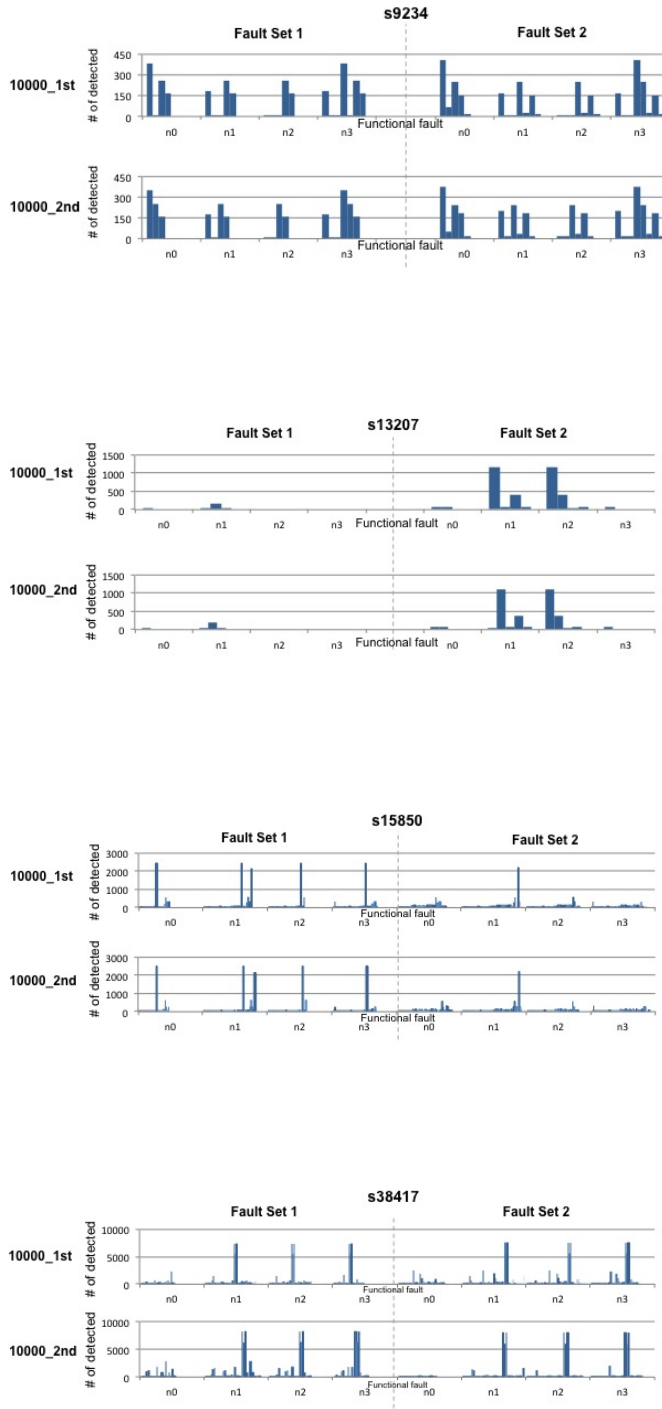 s9234
Fault Set 1
Fault Set 2
10000_1st
# of detected
450
300
150
0
n0
n1
n2
n3
Functional fault
n0
n1
n2
n3
10000_2nd
# of detected
450
300
150
0
n0
n1
n2
n3
Functional fault
n0
n1
n2
n3
s13207
Fault Set 1
Fault Set 2
10000_1st
# of detected
1500
1000
500
0
n0
n1
n2
n3
Functional fault
n0
n1
n2
n3
10000_2nd
# of detected
1500
1000
500
0
n0
n1
n2
n3
Functional fault
n0
n1
n2
n3
s15850
Fault Set 1
Fault Set 2
10000_1st
# of detected
3000
2000
1000
0
n0
n1
n2
n3
Functional fault
n0
n1
n2
n3
10000_2nd
# of detected
3000
2000
1000
0
n0
n1
n2
n3
Functional fault
n0
n1
n2
n3
s38417
Fault Set 1
Fault Set 2
10000_1st
# of detected
10000
5000
0
n0
n1
n2
n3
Functional fault
n0
n1
n2
n3
10000_2nd
# of detected
10000
5000
0
n0
n1
n2
n3
Functional fault
n0
n1
n2
n3